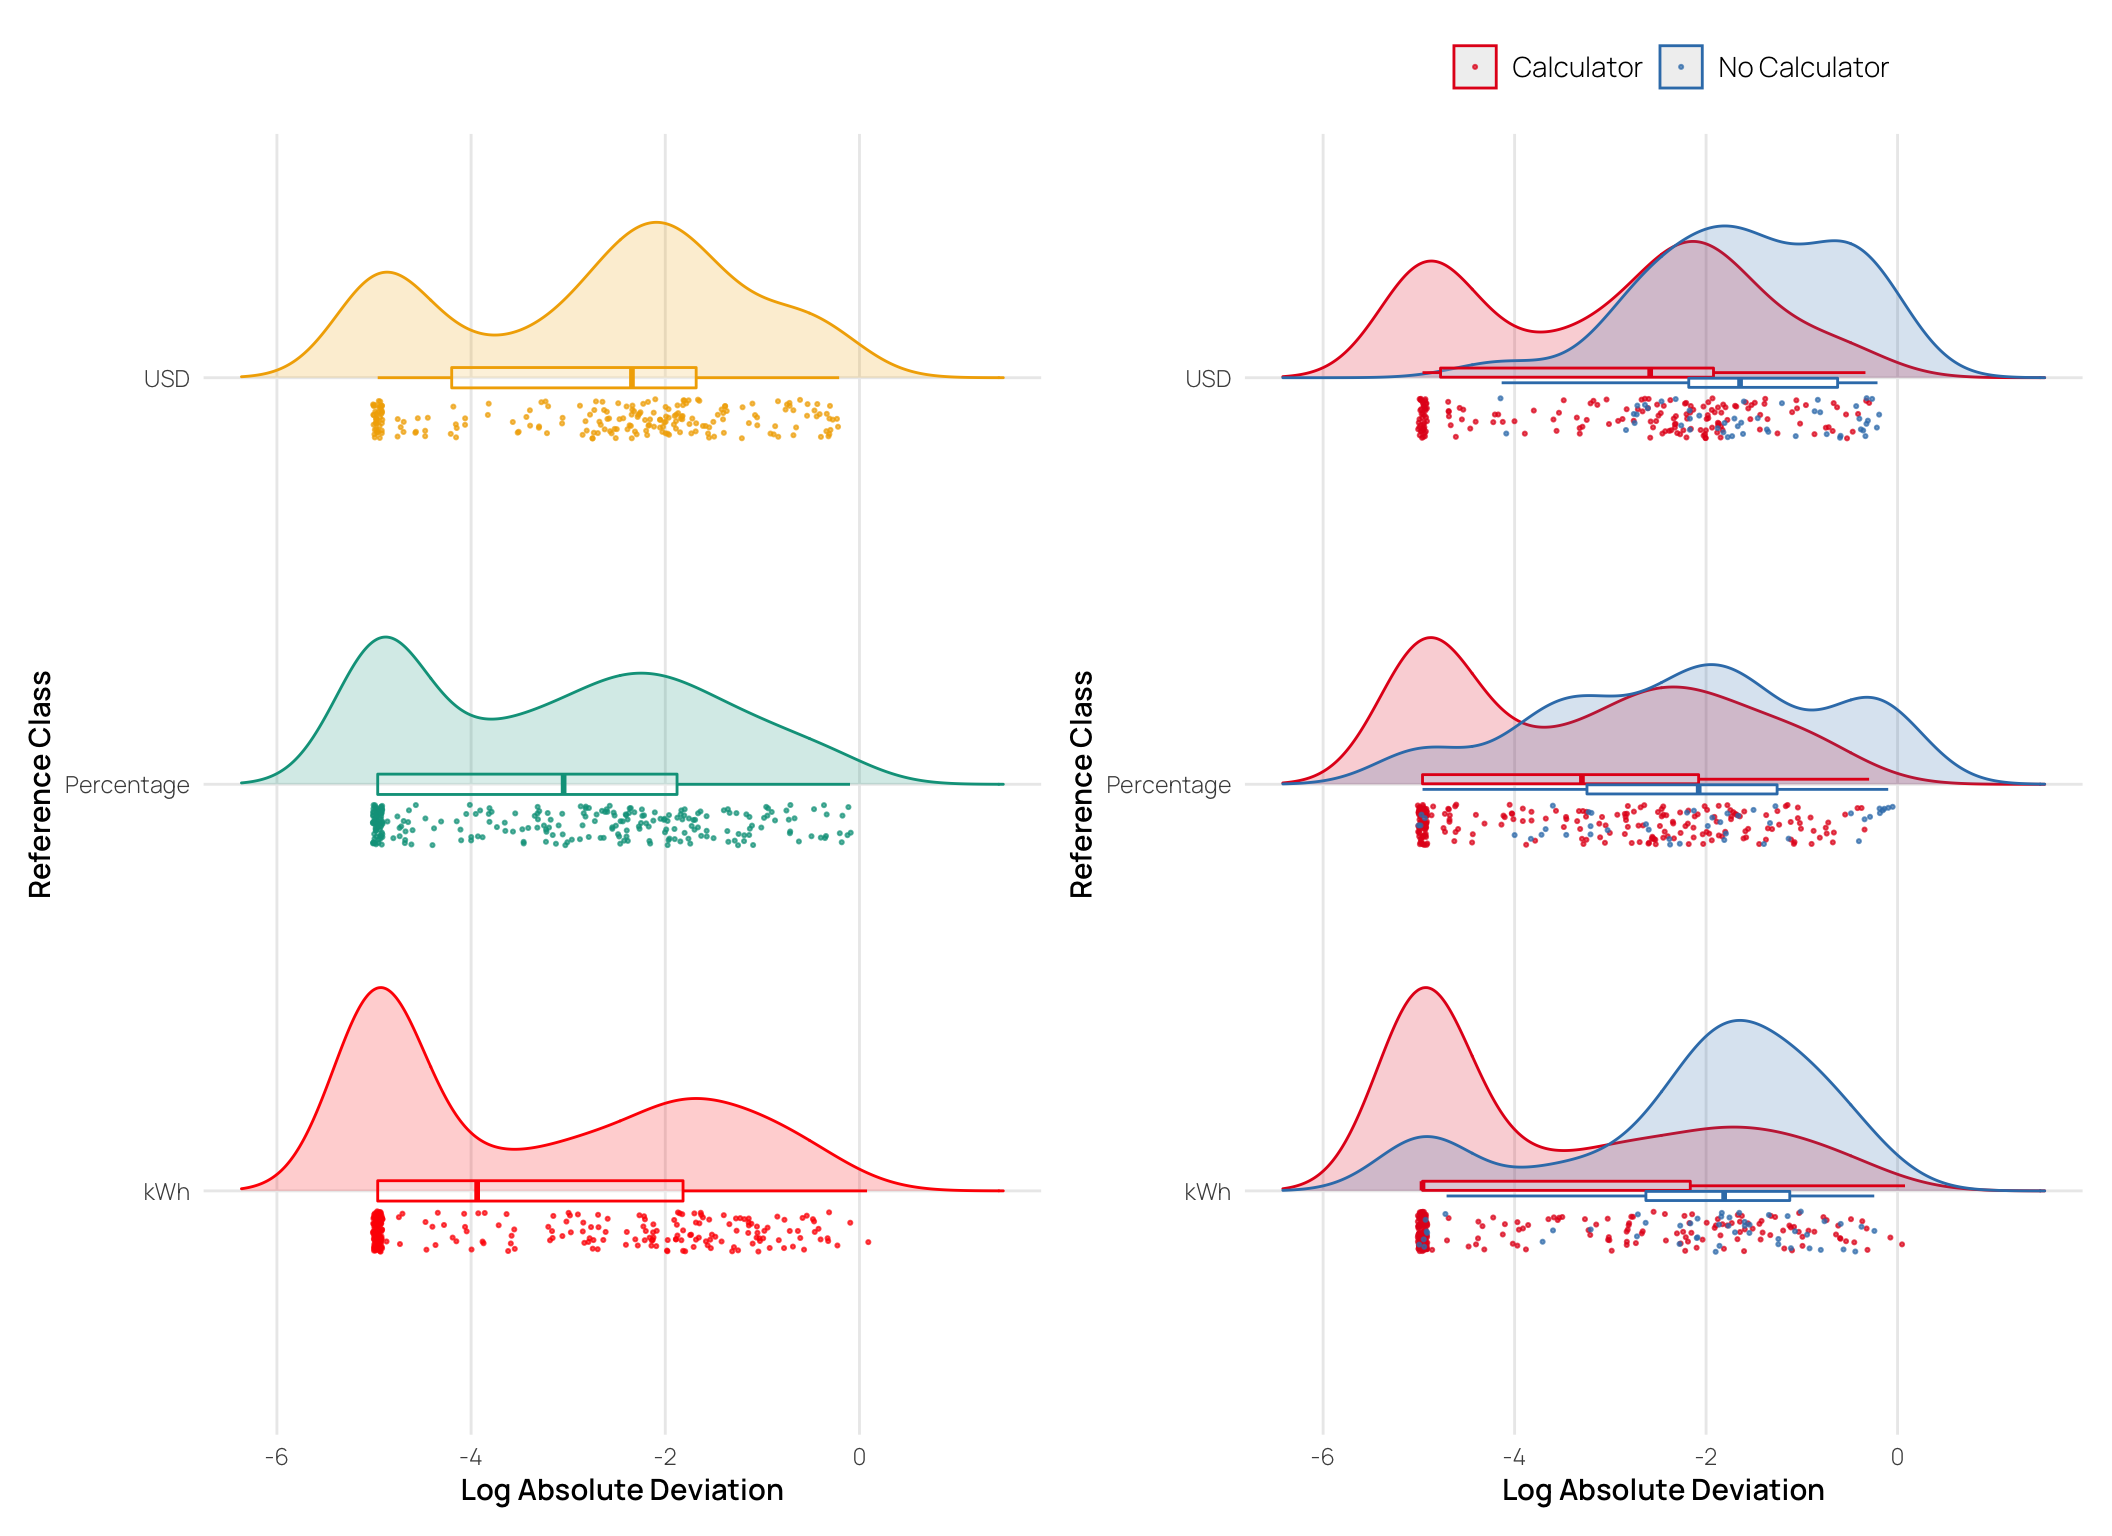 Calculator
No Calculator
Reference Class
USD
Percentage
kWh
-6
-4
-2
0
Log Absolute Deviation
Reference Class
USD
Percentage
kWh
-6
-4
-2
0
Log Absolute Deviation